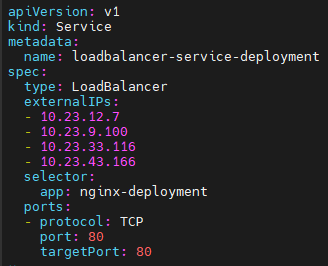 apiVersion: v1
kind: Service
metadata:
  name: loadbalancer-service-deployment
spec:
  type: LoadBalancer
  externalIPs:
  - 10.23.12.7
  - 10.23.9.100
  - 10.23.33.116
  - 10.23.43.166
  selector:
    app: nginx-deployment
  ports:
  - protocol: TCP
    port: 80
    targetPort: 80